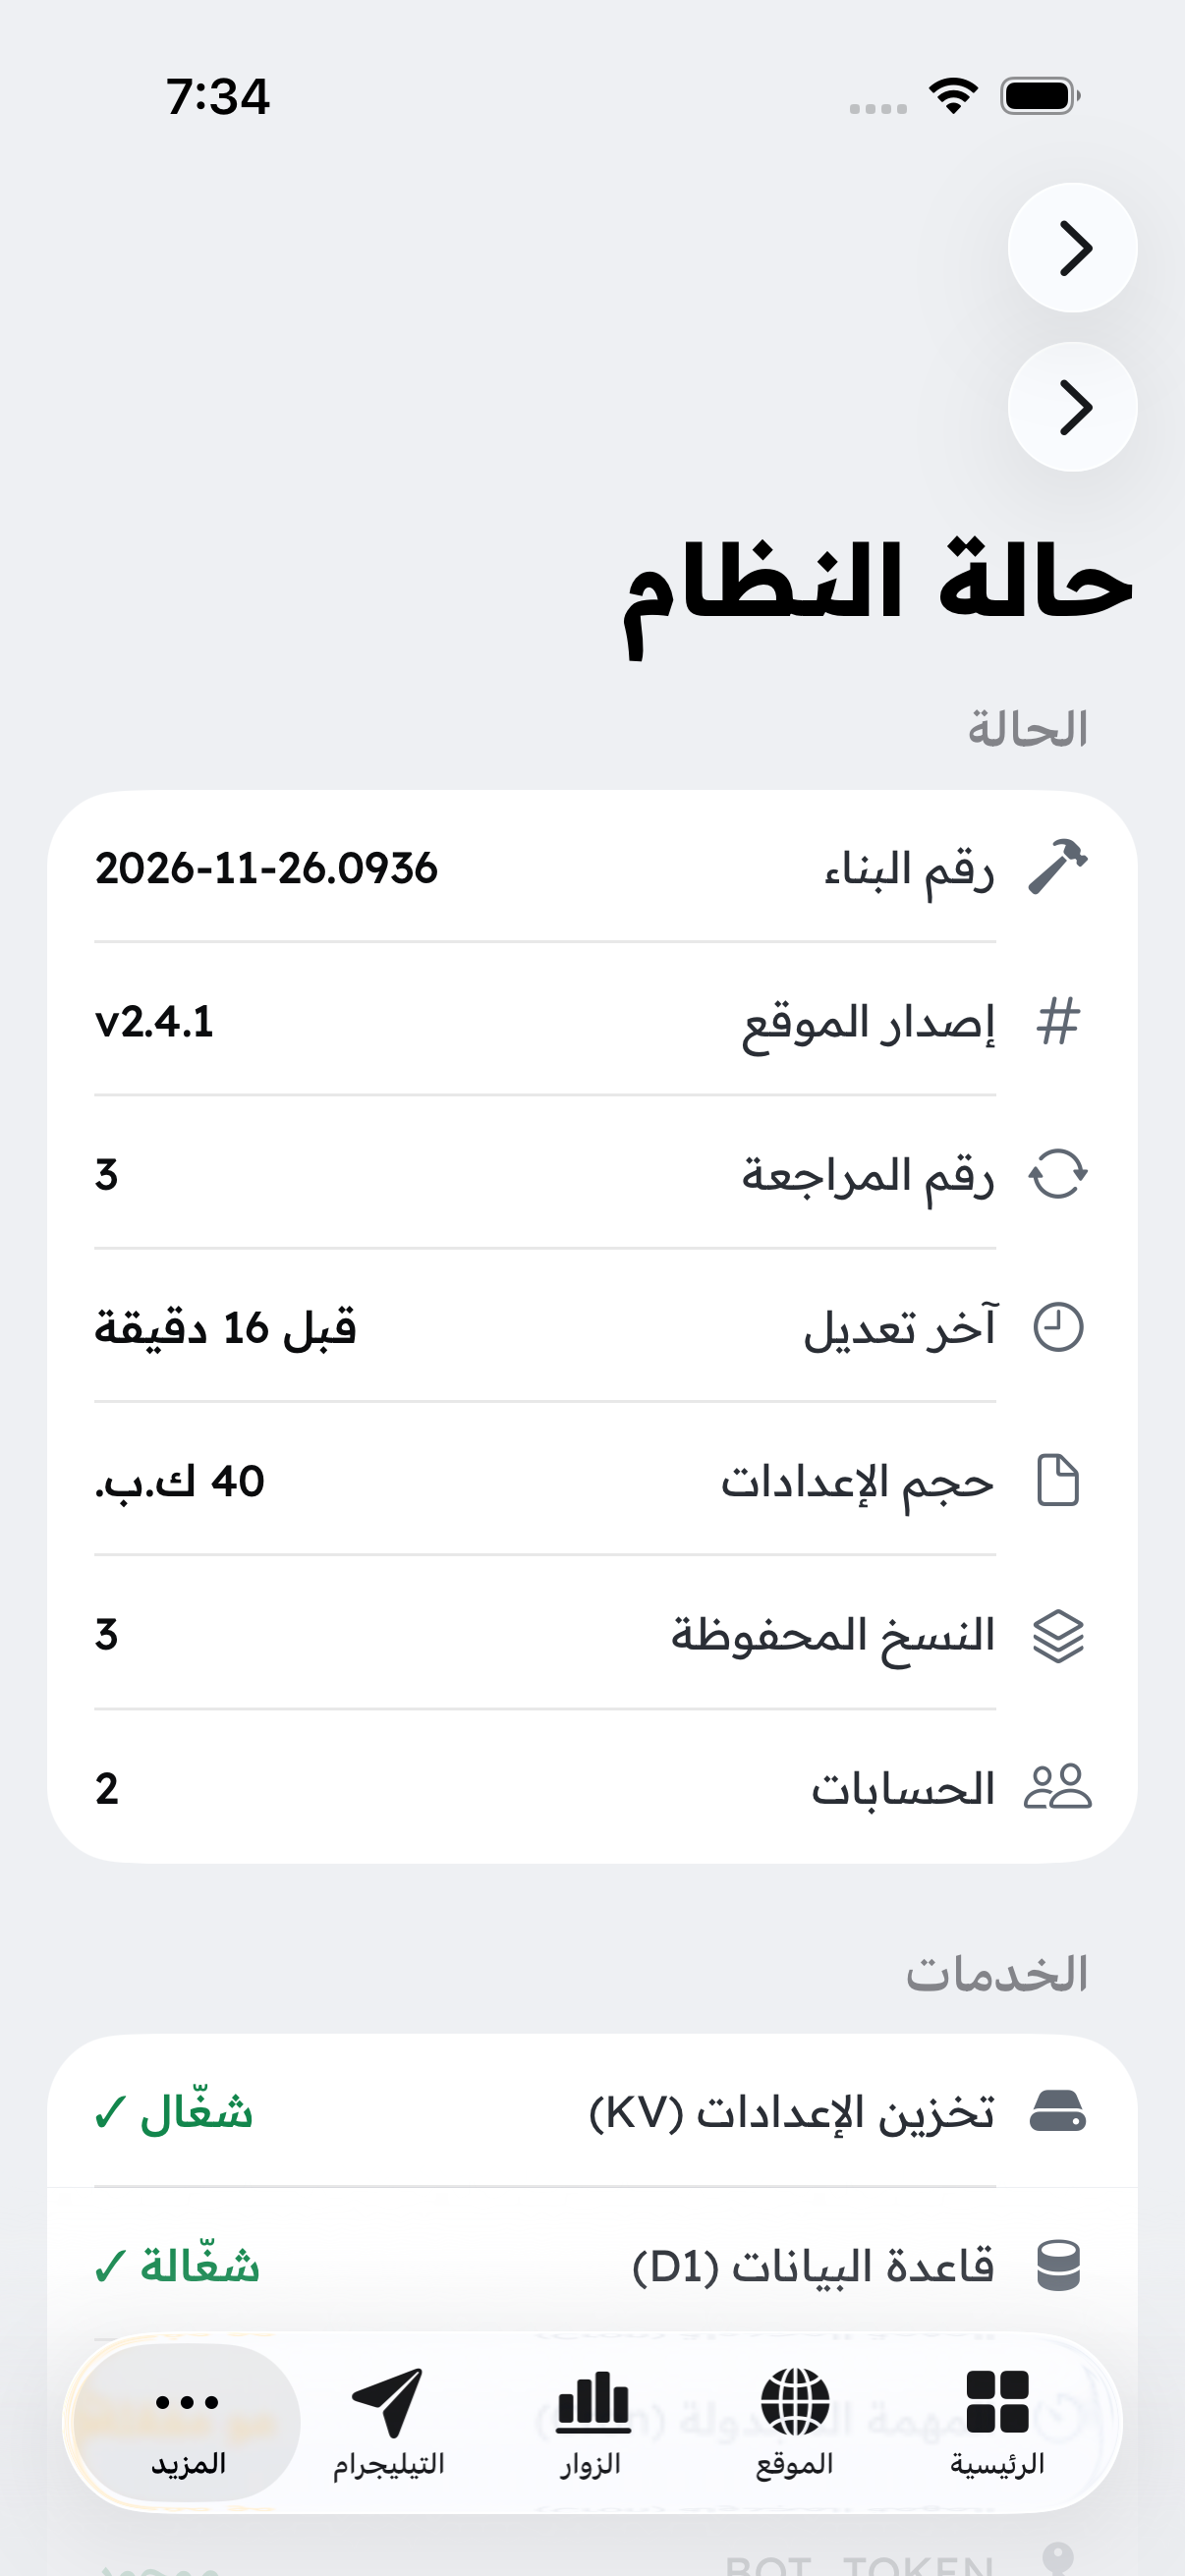 7:34
حالة النظام
الحالة
رقم البناء 2026-11-26.0936
إصدار الموقع v2.4.1
رقم المراجعة 3
آخر تعديل قبل 16 دقيقة
حجم الإعدادات 40 ك.ب.
النسخ المحفوظة 3
الحسابات 2
الخدمات
تخزين الإعدادات (KV) شغّال ✓
قاعدة البيانات (D1) شغّالة ✓
الرئيسية
الموقع
الزوار
التيليجرام
المزيد
BOT_TOKEN